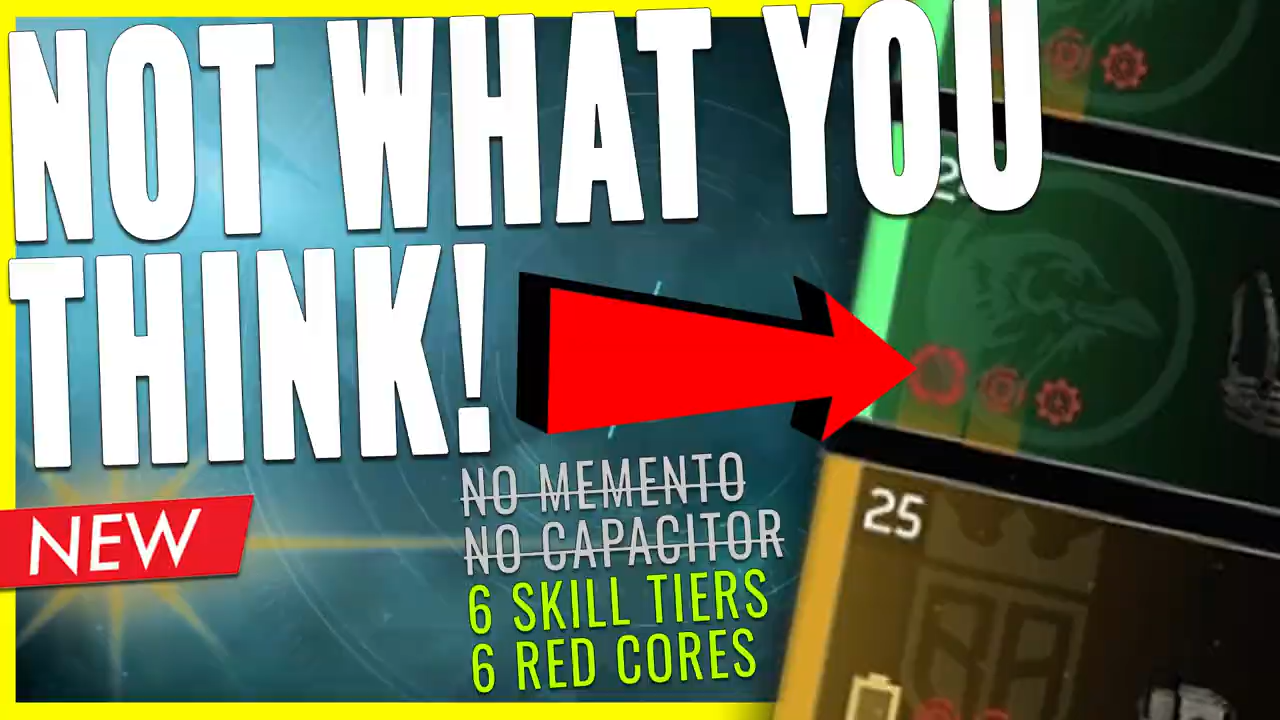 NOT WHAT YOU
THINK!
NEW
NO MEMENTO
NO CAPACITOR
6 SKILL TIERS
6 RED CORES
25